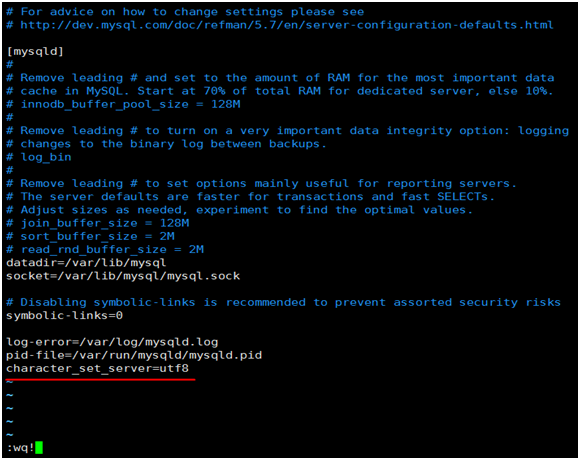 # For advice on how to change settings please see
# http://dev.mysql.com/doc/refman/5.7/en/server-configuration-defaults.html
[mysqld]
#
# Remove leading # and set to the amount of RAM for the most important data
# cache in MySQL. Start at 70% of total RAM for dedicated server, else 10%.
# innodb_buffer_pool_size = 128M
#
# Remove leading # to turn on a very important data integrity option: logging
# changes to the binary log between backups.
# log_bin
#
# Remove leading # to set options mainly useful for reporting servers.
# The server defaults are faster for transactions and fast SELECTs.
# Adjust sizes as needed, experiment to find the optimal values.
# join_buffer_size = 128M
# sort_buffer_size = 2M
# read_rnd_buffer_size = 2M
datadir=/var/lib/mysql
socket=/var/lib/mysql/mysql.sock
# Disabling symbolic-links is recommended to prevent assorted security risks
symbolic-links=0
log-error=/var/log/mysqld.log
pid-file=/var/run/mysqld/mysqld.pid
character_set_server=utf8
~
~
~
~
~
:wq!